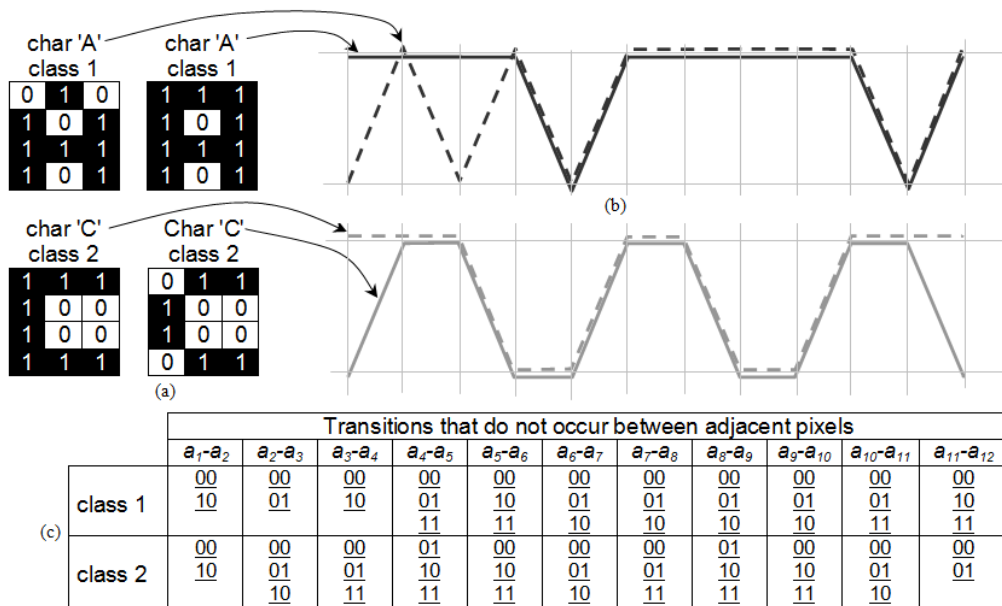 char 'A'
class 1
0 1 0
1 0 1
1 1 1
1 0 1
char 'A'
class 1
1 1 1
1 0 1
1 1 1
1 0 1
(b)
char 'C'
class 2
1 1 1
1 0 0
1 0 0
1 1 1
Char 'C'
class 2
0 1 1
1 0 0
1 0 0
0 1 1
(a)
Transitions that do not occur between adjacent pixels
a₁-a₂ a₂-a₃ a₃-a₄ a₄-a₅ a₅-a₆ a₆-a₇ a₇-a₈ a₈-a₉ a₉-a₁₀ a₁₀-a₁₁ a₁₁-a₁₂
(c)
class 1
00 00 00 00 00 00 00 00 00 00 00
10 01 10 01 10 01 01 01 01 01 10
11 11 10 10 10 10 11 11
class 2
00 00 00 01 00 00 00 01 00 00 00
10 01 01 10 10 01 01 10 10 01 01
10 11 11 11 10 11 11 11 10